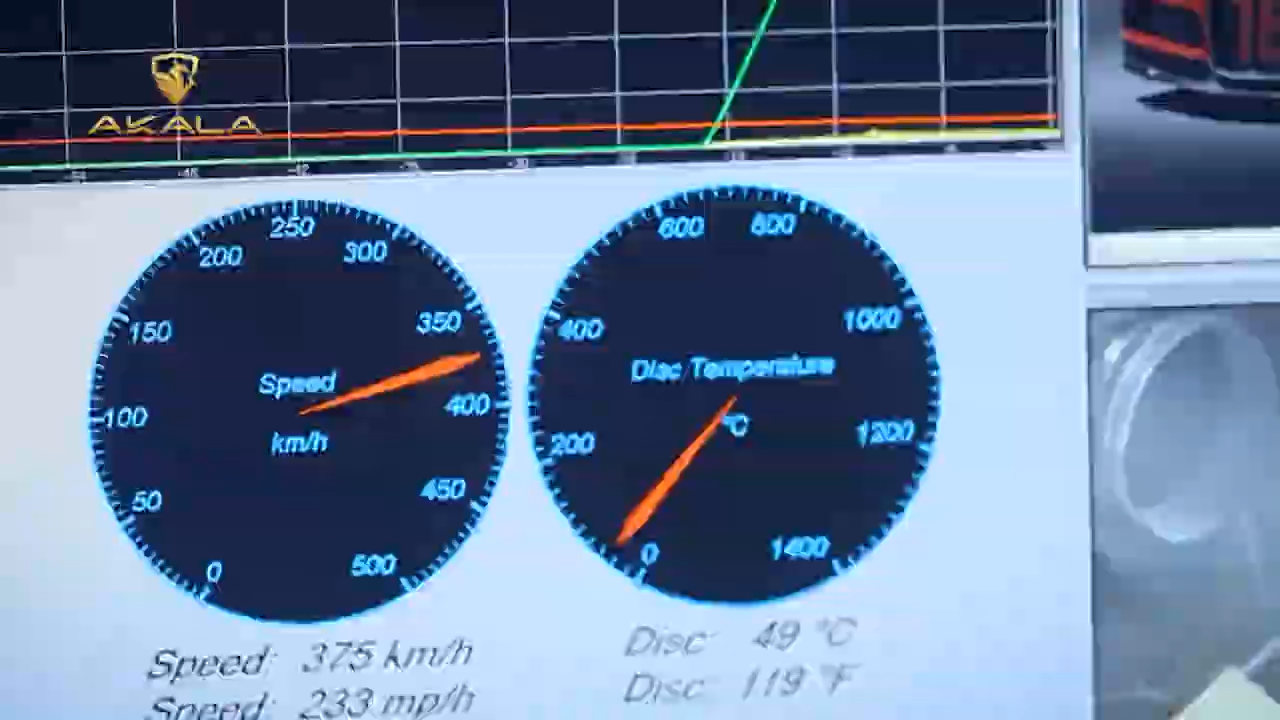 AKALA
250
200
300
150
350
Speed
100
400
km/h
50
450
0
500
600
800
400
1000
Disc Temperature
°C
200
1200
0
1400
Speed: 375 km/h
Speed: 233 mp/h
Disc: 49 °C
Disc: 119 °F